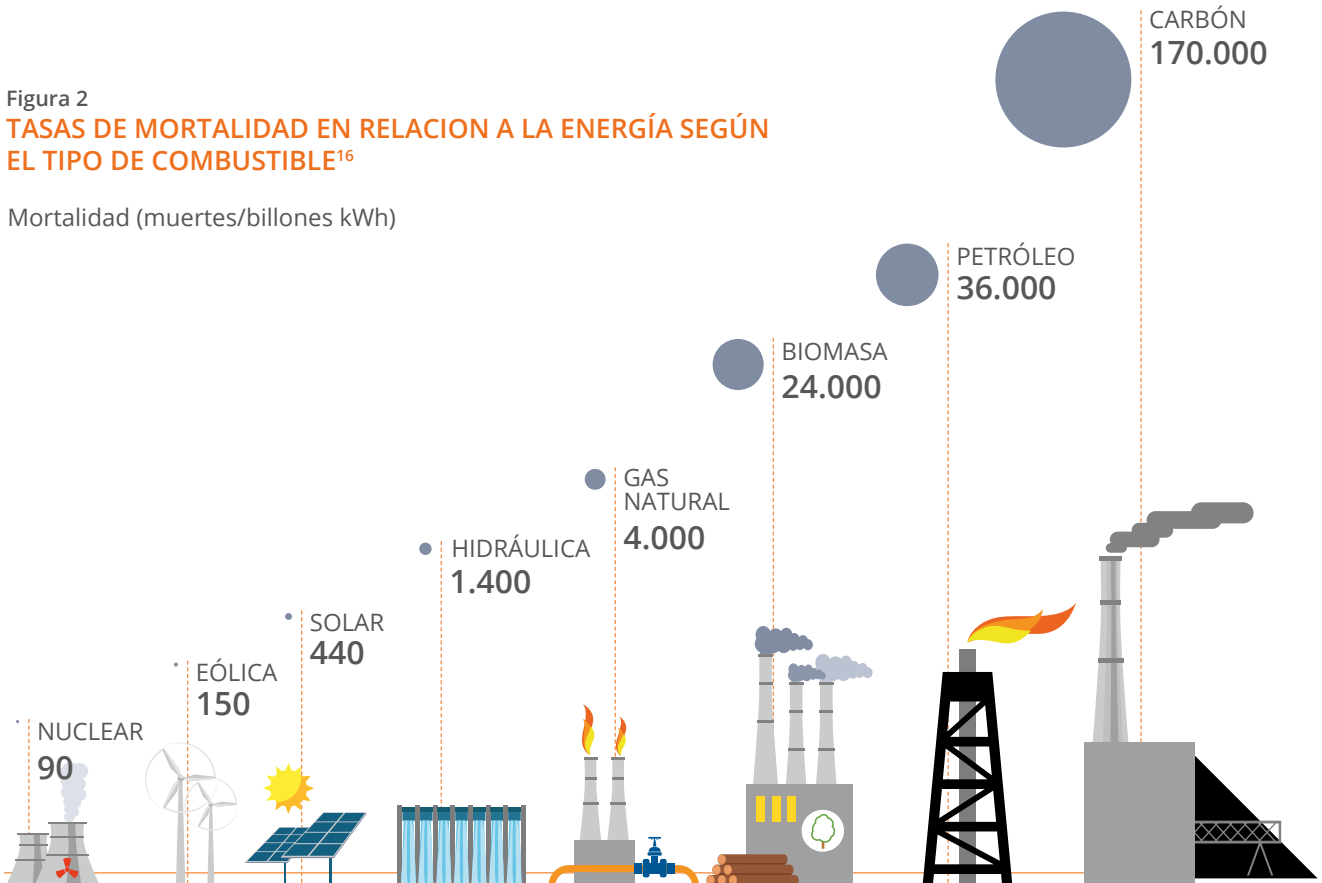 Figura 2
TASAS DE MORTALIDAD EN RELACION A LA ENERGÍA SEGÚN
EL TIPO DE COMBUSTIBLE16
Mortalidad (muertes/billones kWh)
NUCLEAR
90
EÓLICA
150
SOLAR
440
HIDRÁULICA
1.400
GAS
NATURAL
4.000
BIOMASA
24.000
PETRÓLEO
36.000
CARBÓN
170.000